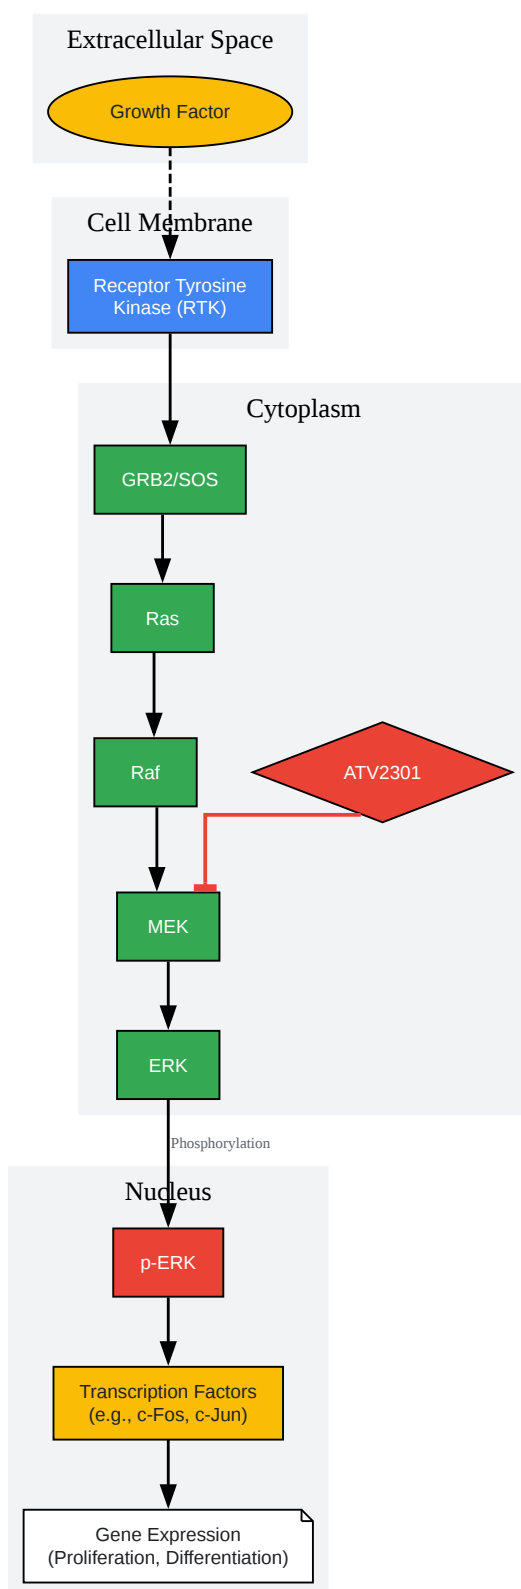 Extracellular Space
Growth Factor
Cell Membrane
Receptor Tyrosine
Kinase (RTK)
Cytoplasm
GRB2/SOS
Ras
Raf
ATV2301
MEK
ERK
Phosphorylation
Nucleus
p-ERK
Transcription Factors
(e.g., c-Fos, c-Jun)
Gene Expression
(Proliferation, Differentiation)